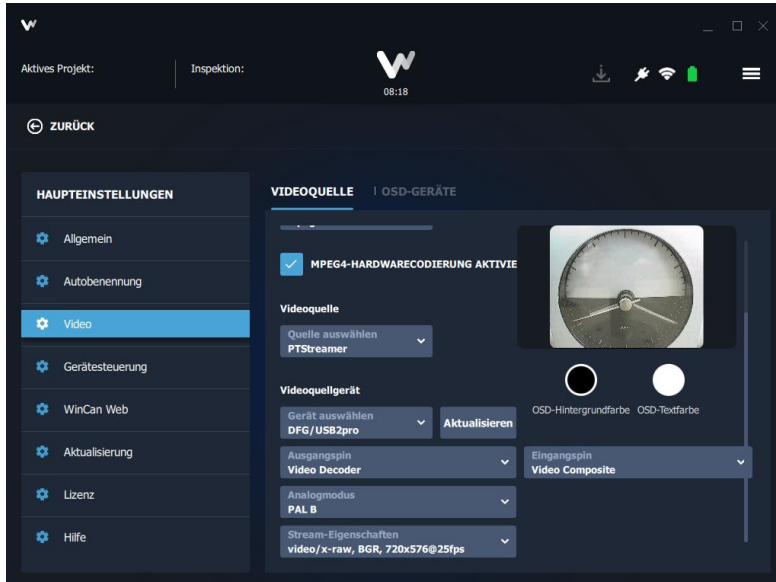 Aktives Projekt:
Inspektion:
08:18
ZURÜCK
HAUPTEINSTELLUNGEN
Allgemein
Autobenennung
Video
Gerätesteuerung
WinCan Web
Aktualisierung
Lizenz
Hilfe
VIDEOQUELLE
OSD-GERÄTE
MPEG4-HARDWARECODIERUNG AKTIVIE
Videoquelle
Quelle auswählen
PTStreamer
Videoquellgerät
Gerät auswählen
DFG/USB2pro
Aktualisieren
OSD-Hintergrundfarbe
OSD-Textfarbe
Ausgangspin
Video Decoder
Eingangspin
Video Composite
Analogmodus
PAL B
Stream-Eigenschaften
video/x-raw, BGR, 720x576@25fps